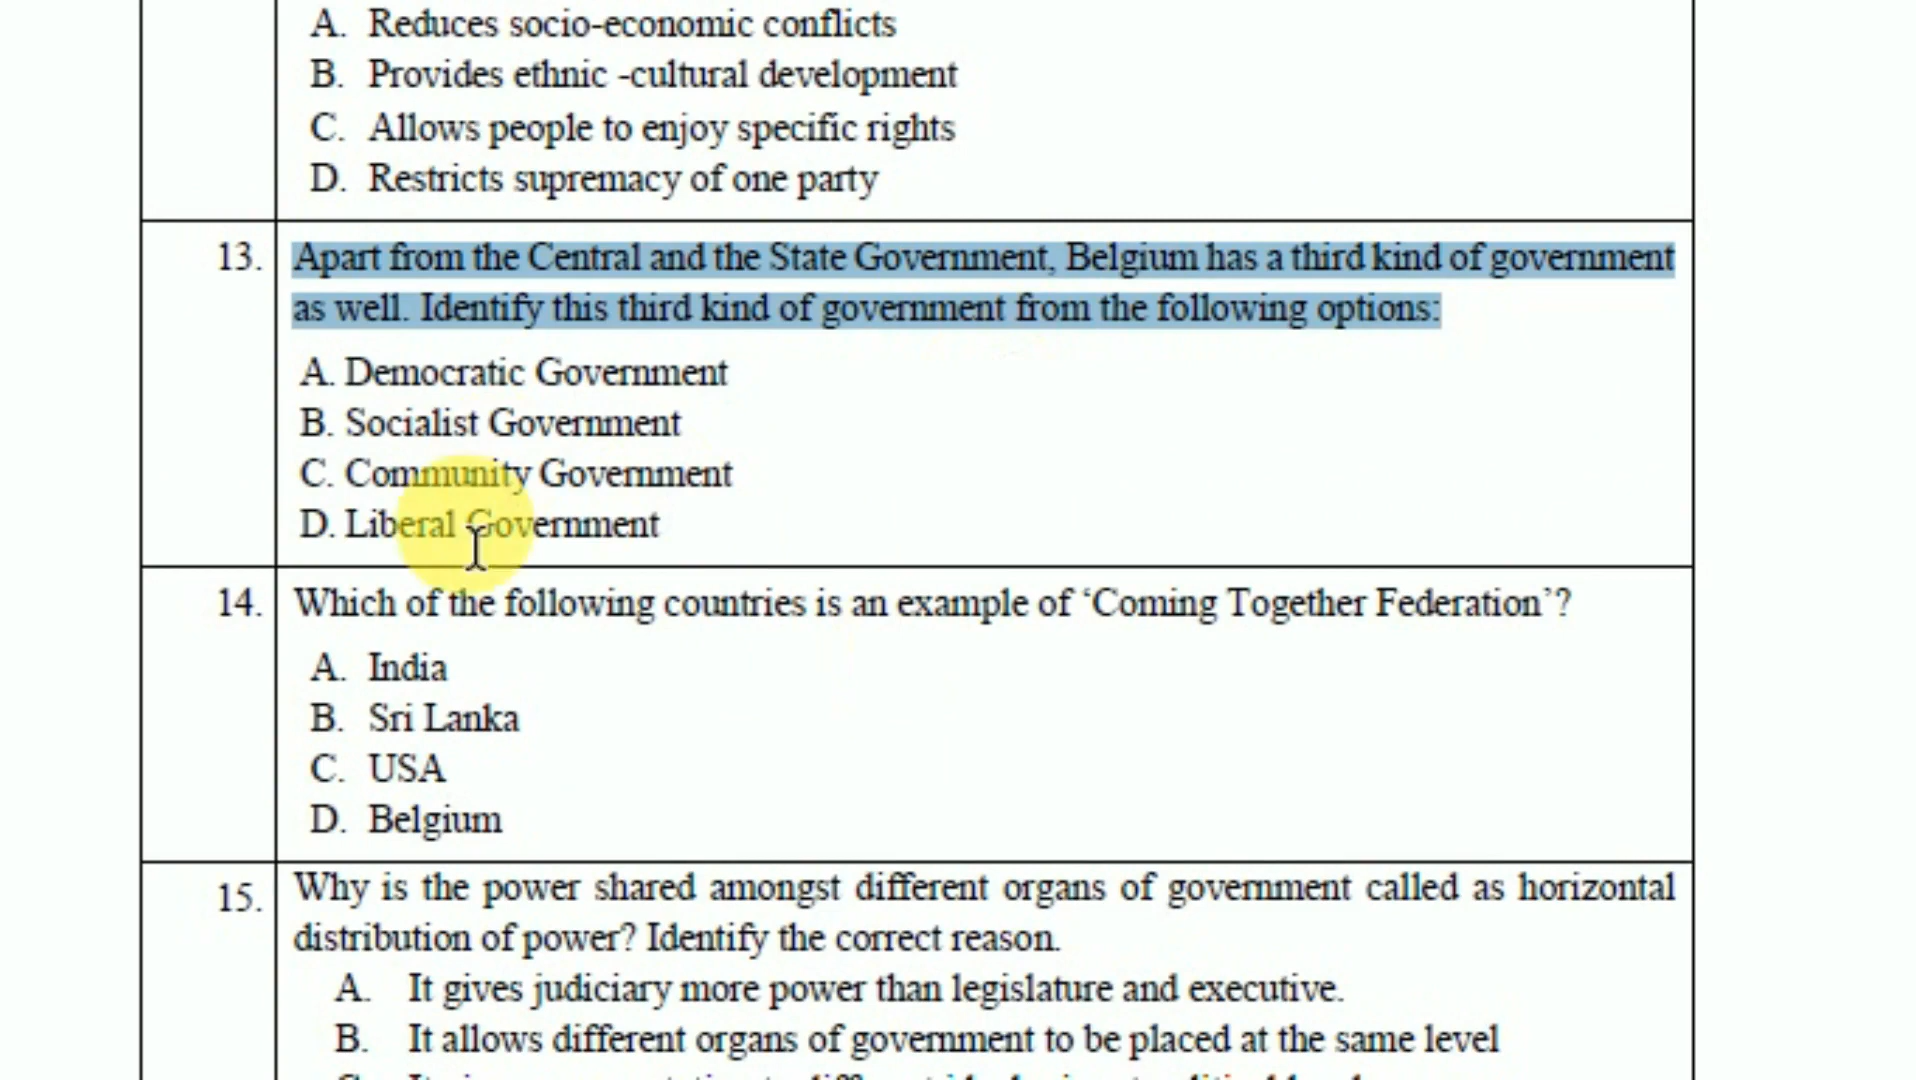 A. Reduces socio-economic conflicts
B. Provides ethnic -cultural development
C. Allows people to enjoy specific rights
D. Restricts supremacy of one party
13. Apart from the Central and the State Government, Belgium has a third kind of government
as well. Identify this third kind of government from the following options:
A. Democratic Government
B. Socialist Government
C. Community Government
D. Liberal Government
14. Which of the following countries is an example of ‘Coming Together Federation’?
A. India
B. Sri Lanka
C. USA
D. Belgium
15. Why is the power shared amongst different organs of government called as horizontal
distribution of power? Identify the correct reason.
A. It gives judiciary more power than legislature and executive.
B. It allows different organs of government to be placed at the same level